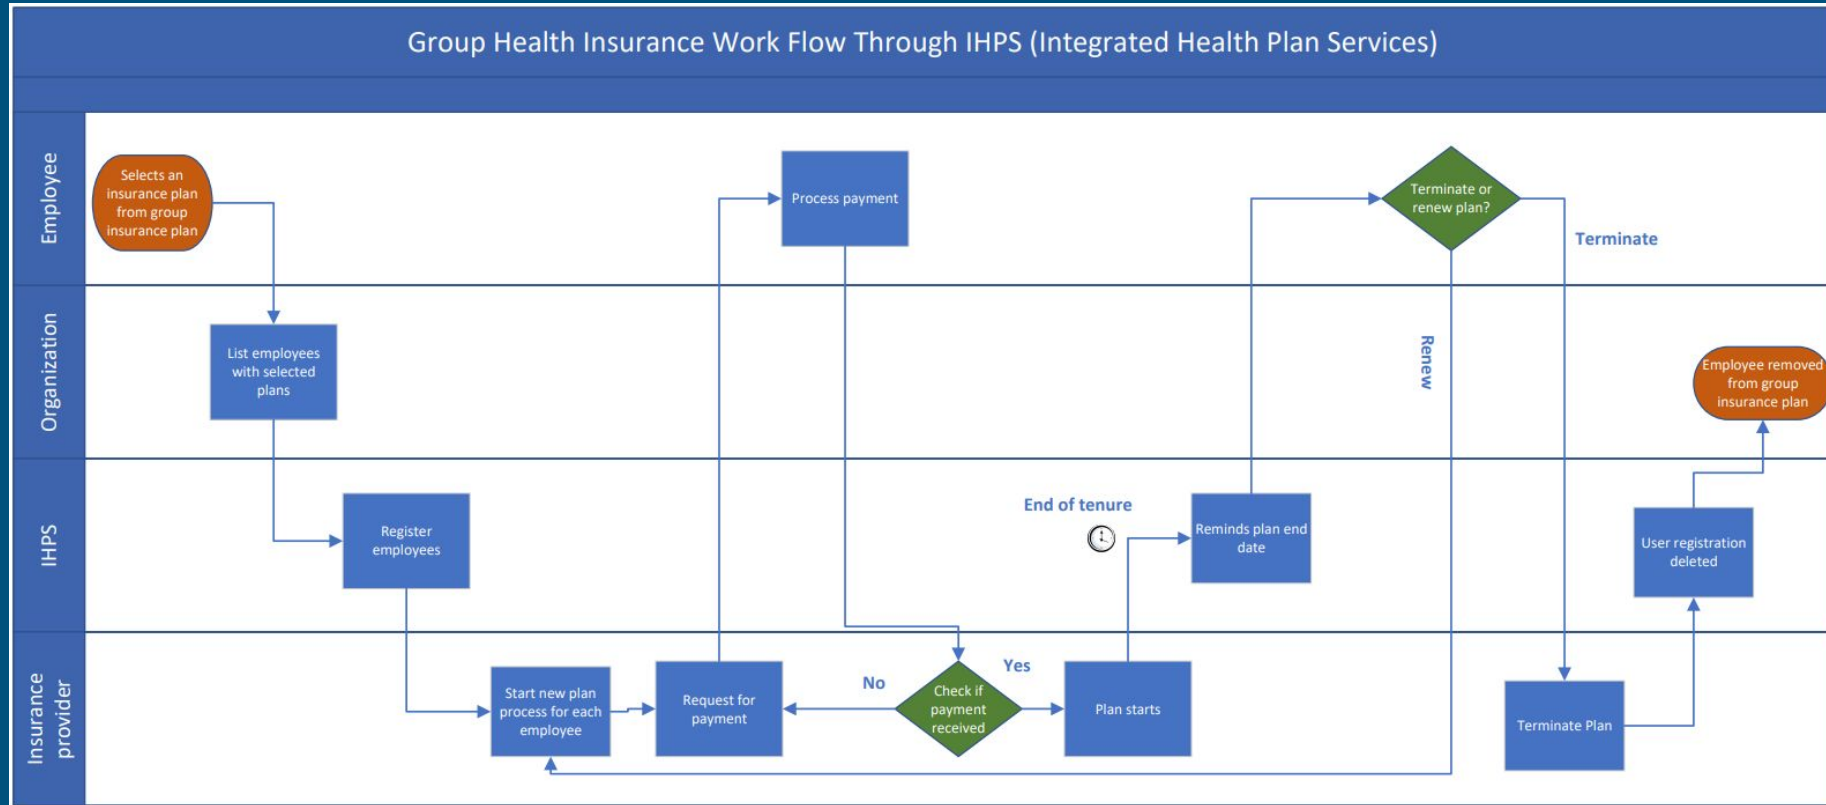 Group Health Insurance Work Flow Through IHPS (Integrated Health Plan Services)
Employee
Selects an
insurance plan
from group
insurance plan
Process payment
Terminate or
renew plan?
Terminate
Organization
List employees
with selected
plans
Renew
Employee removed
from group
insurance plan
IHPS
Register
employees
End of tenure
Reminds plan end
date
User registration
deleted
Insurance
provider
Start new plan
process for each
employee
Request for
payment
No
Check if
payment
received
Yes
Plan starts
Terminate Plan